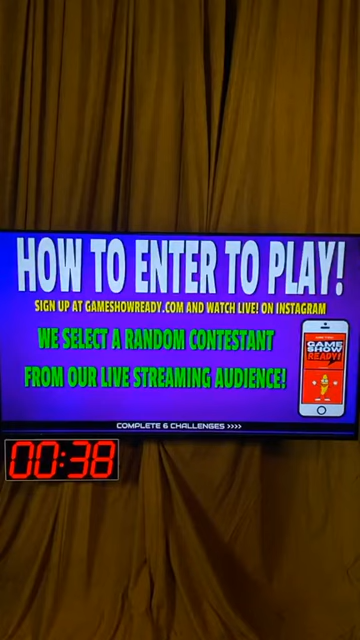 HOW TO ENTER TO PLAY!
SIGN UP AT GAMESHOWREADY.COM AND WATCH LIVE! ON INSTAGRAM
WE SELECT A RANDOM CONTESTANT
FROM OUR LIVE STREAMING AUDIENCE!
GAME
SHOW
READY!
COMPLETE 6 CHALLENGES >>>>
00:38